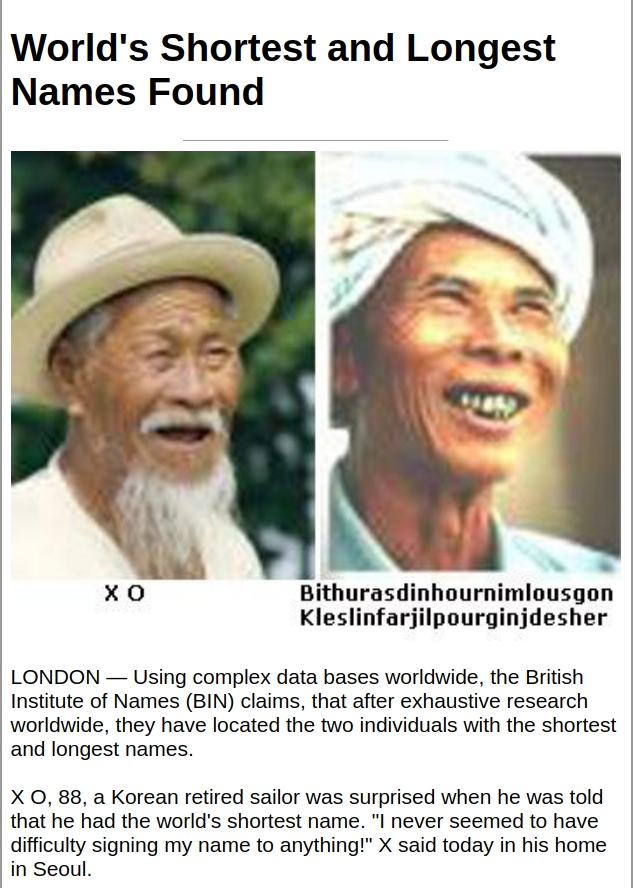 World's Shortest and Longest
Names Found
X O
Bithurasdinhournimlousgon
Kleslinfarjilpourginjdesher
LONDON — Using complex data bases worldwide, the British
Institute of Names (BIN) claims, that after exhaustive research
worldwide, they have located the two individuals with the shortest
and longest names.
X O, 88, a Korean retired sailor was surprised when he was told
that he had the world's shortest name. "I never seemed to have
difficulty signing my name to anything!" X said today in his home
in Seoul.